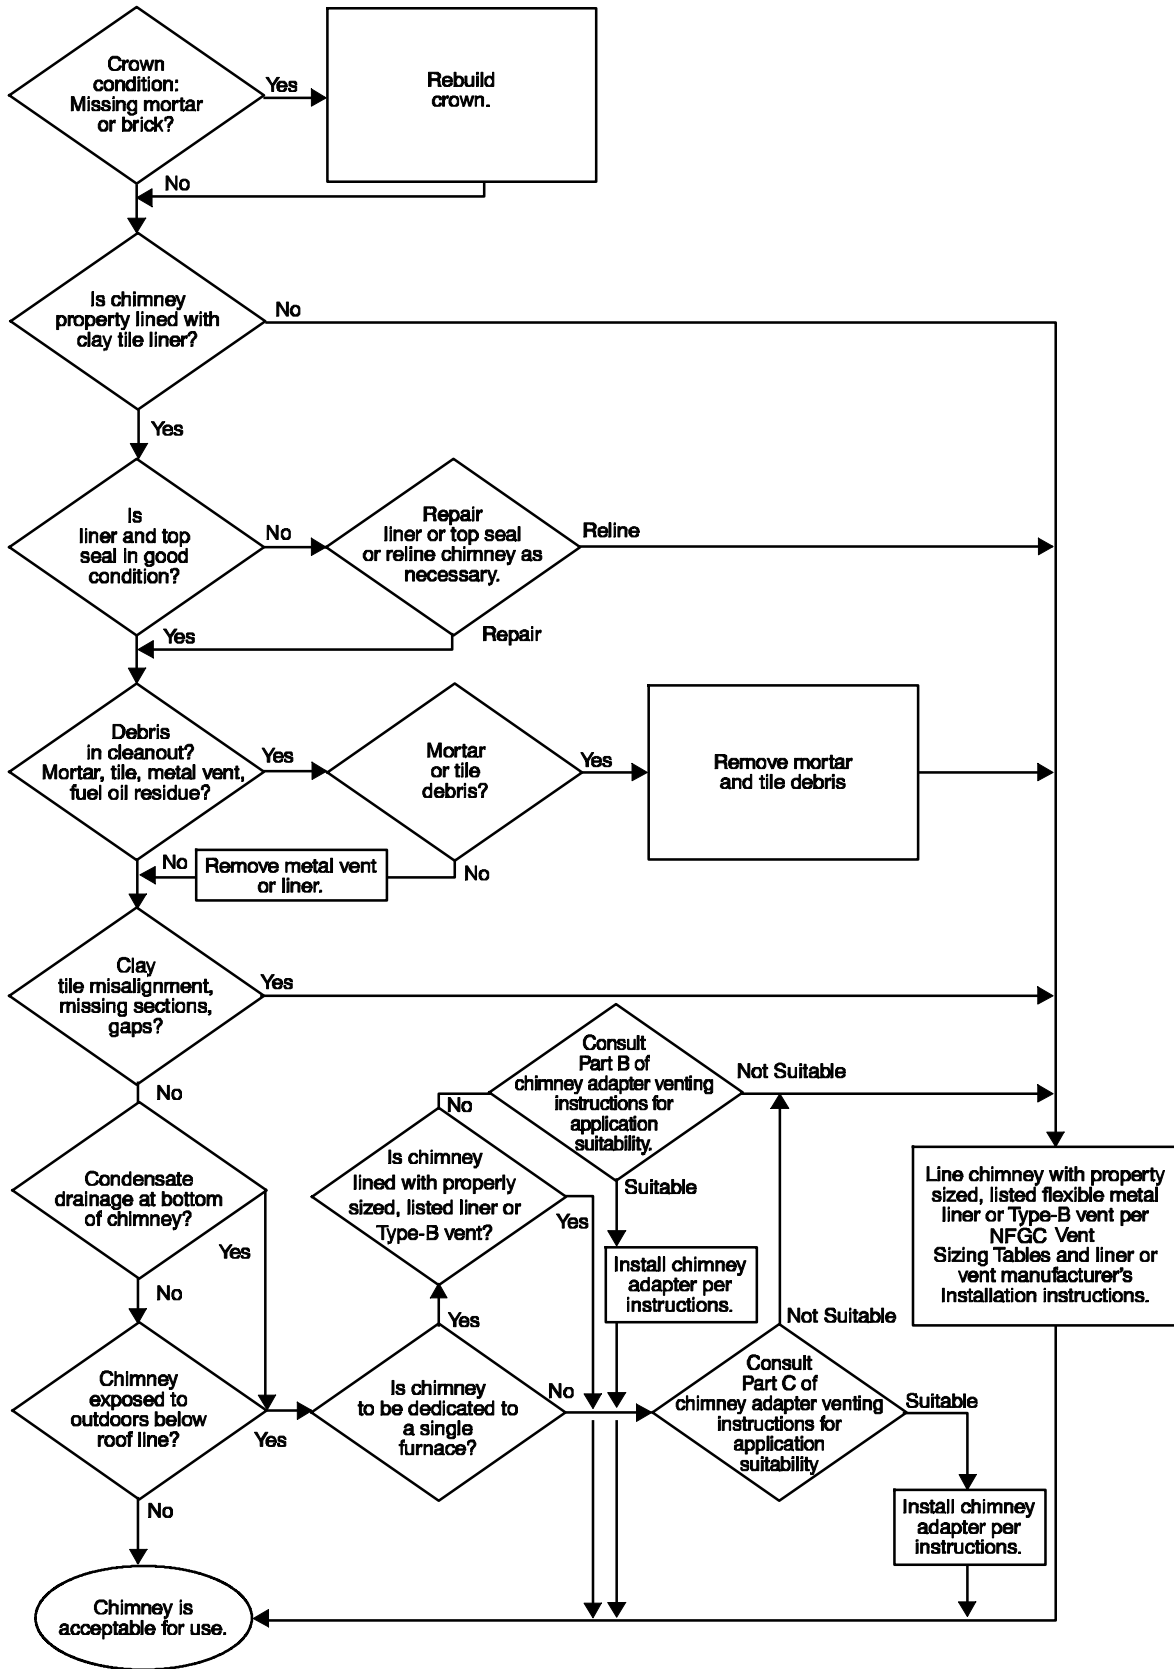 Crown
condition:
Missing mortar
or brick?
Yes
Rebuild
crown.
No
Is chimney
property lined with
clay tile liner?
No
Yes
Is
liner and top
seal in good
condition?
No
Repair
liner or top seal
or reline chimney as
necessary.
Reline
Yes
Repair
Debris
in cleanout?
Mortar, tile, metal vent,
fuel oil residue?
Yes
Mortar
or tile
debris?
Yes
Remove mortar
and tile debris
No
Remove metal vent
or liner.
No
Clay
tile misalignment,
missing sections,
gaps?
Yes
No
Condensate
drainage at bottom
of chimney?
Yes
No
Chimney
exposed to
outdoors below
roof line?
Yes
No
Is chimney
to be dedicated to
a single
furnace?
Yes
No
Is chimney
lined with properly
sized, listed liner or
Type-B vent?
No
Yes
Consult
Part B of
chimney adapter venting
instructions for
application
suitability.
Not Suitable
Suitable
Install chimney
adapter per
instructions.
Consult
Part C of
chimney adapter venting
instructions for
application
suitability
Not Suitable
Suitable
Install chimney
adapter per
instructions.
Line chimney with property
sized, listed flexible metal
liner or Type-B vent per
NFGC Vent
Sizing Tables and liner or
vent manufacturer's
Installation instructions.
Chimney is
acceptable for use.